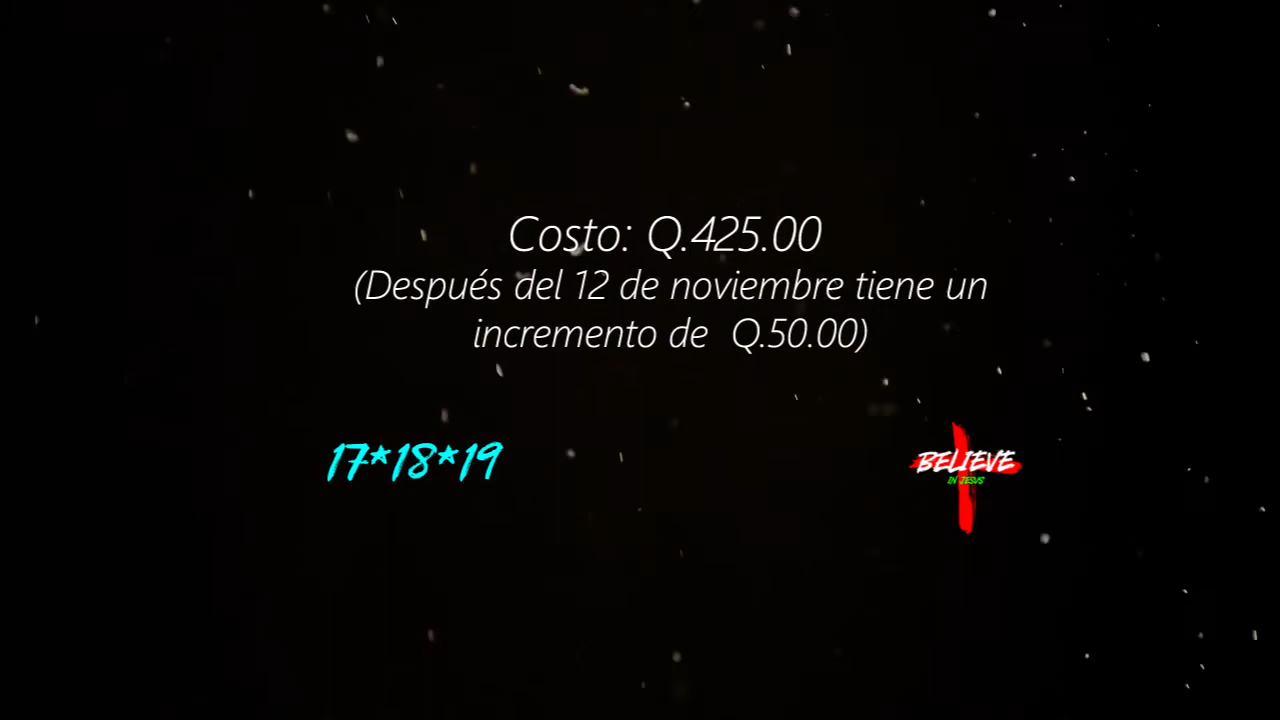 Costo: Q.425.00
(Después del 12 de noviembre tiene un
incremento de Q.50.00)
17*18*19
BELIEVE
IN JESUS